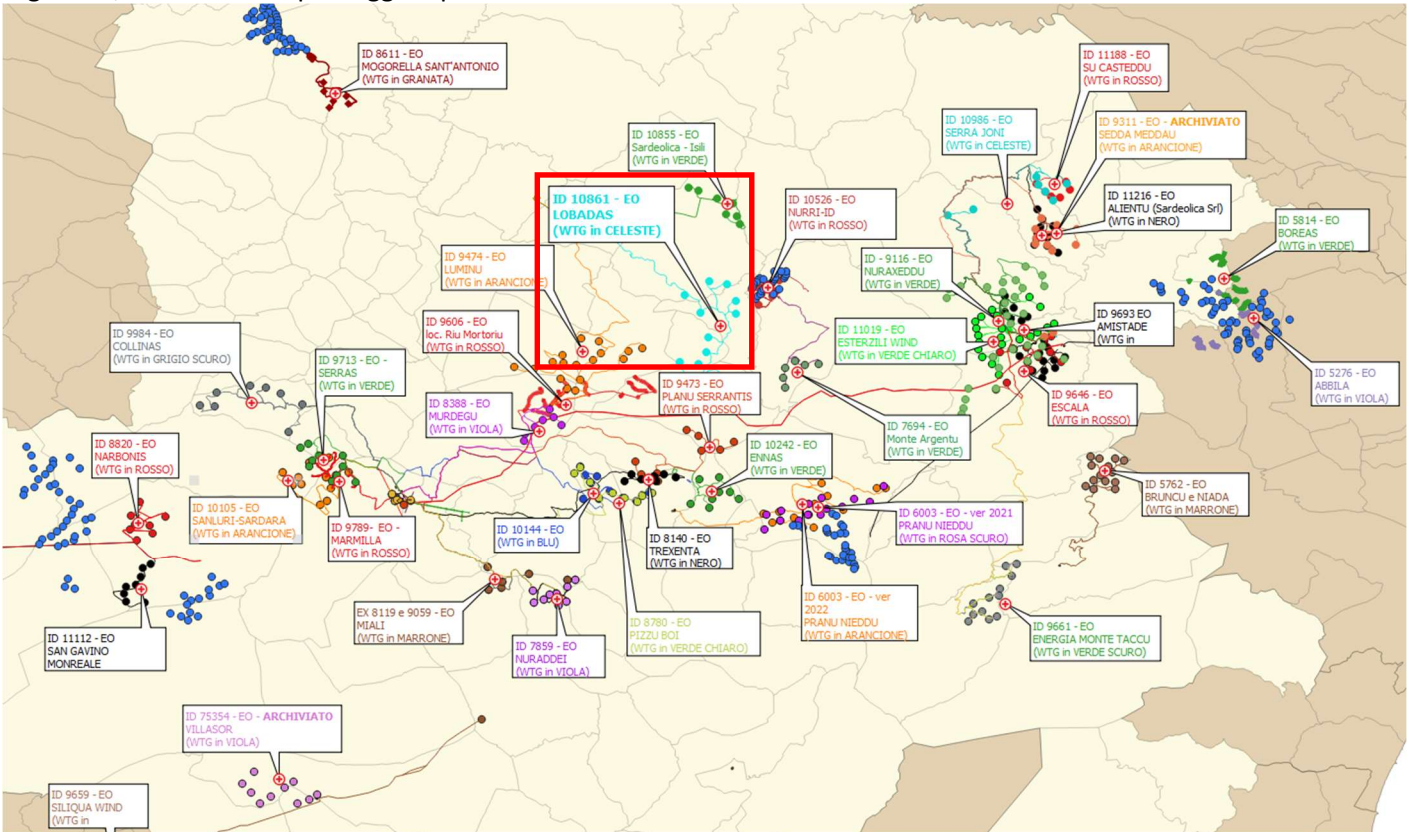 ID 8611 - EO
MOGORELLA SANT'ANTONIO
(WTG in GRANATA)
ID 11188 - EO
SU CASTEDDU
(WTG in ROSSO)
ID 10986 - EO
SERRA JONI
(WTG in CELESTE)
ID 9311 - EO - ARCHIVIATO
SEDDA MEDDAU
(WTG in ARANCIONE)
ID 10855 - EO
Sardeolica - Isili
(WTG in VERDE)
ID 10861 - EO
LOBADAS
(WTG in CELESTE)
ID 10526 - EO
NURRI-ID
(WTG in ROSSO)
ID 11216 - EO
ALIENTU (Sardeolica Srl)
(WTG in NERO)
ID 5814 - EO
BOREAS
(WTG in VERDE)
ID 9474 - EO
LUMINU
(WTG in ARANCIONE)
ID - 9116 - EO
NURAXEDDU
(WTG in VERDE)
ID 9984 - EO
COLLINAS
(WTG in GRIGIO SCURO)
ID 9606 - EO
loc. Riu Mortoriu
(WTG in ROSSO)
ID 11019 - EO
ESTERZILI WIND
(WTG in VERDE CHIARO)
ID 9693 EO
AMISTADE
(WTG in
ID 9713 - EO -
SERRAS
(WTG in VERDE)
ID 8388 - EO
MURDEGU
(WTG in VIOLA)
ID 9473 - EO
PLANU SERRANTIS
(WTG in ROSSO)
ID 9646 - EO
ESCALA
(WTG in ROSSO)
ID 5276 - EO
ABBILA
(WTG in VIOLA)
ID 8820 - EO
NARBONIS
(WTG in ROSSO)
ID 10242 - EO
ENNAS
(WTG in VERDE)
ID 7694 - EO
Monte Argentu
(WTG in VERDE)
ID 5762 - EO
BRUNCU e NIADA
(WTG in MARRONE)
ID 10105 - EO
SANLURI-SARDARA
(WTG in ARANCIONE)
ID 9789- EO -
MARMILLA
(WTG in ROSSO)
ID 10144 - EO
(WTG in BLU)
ID 8140 - EO
TREXENTA
(WTG in NERO)
ID 6003 - EO - ver 2021
PRANU NIEDDU
(WTG in ROSA SCURO)
ID 11112 - EO
SAN GAVINO
MONREALE
EX 8119 e 9059 - EO
MIALI
(WTG in MARRONE)
ID 7859 - EO
NURADDEI
(WTG in VIOLA)
ID 8780 - EO
PIZZU BOI
(WTG in VERDE CHIARO)
ID 6003 - EO - ver
2022
PRANU NIEDDU
(WTG in ARANCIONE)
ID 9661 - EO
ENERGIA MONTE TACCU
(WTG in VERDE SCURO)
ID 75354 - EO - ARCHIVIATO
VILLASOR
(WTG in VIOLA)
ID 9659 - EO
SILIQUA WIND
(WTG in